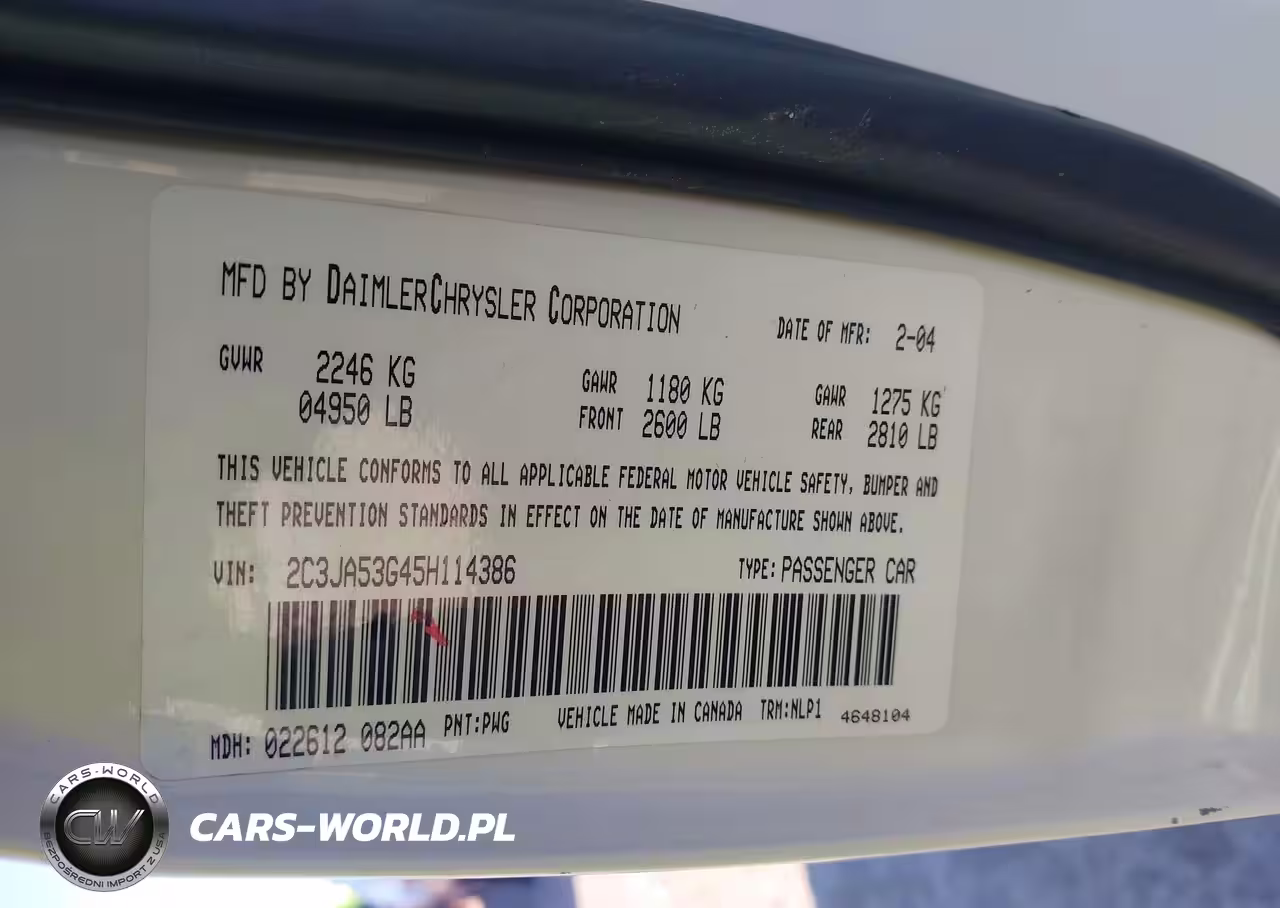 MFD BY DAIMLERCHRYSLER CORPORATION DATE OF MFR: 2-04
GVWR 2246 KG GAWR 1180 KG GAWR 1275 KG
04950 LB FRONT 2600 LB REAR 2810 LB
THIS VEHICLE CONFORMS TO ALL APPLICABLE FEDERAL MOTOR VEHICLE SAFETY, BUMPER AND
THEFT PREVENTION STANDARDS IN EFFECT ON THE DATE OF MANUFACTURE SHOWN ABOVE.
VIN: 2C3JA53G45H114386 TYPE: PASSENGER CAR
MDH: 022612 082AA PNT:PWG VEHICLE MADE IN CANADA TRM:NLP1 4648104
CARS-WORLD
CW
BEZPOŚREDNI IMPORT Z USA
CARS-WORLD.PL